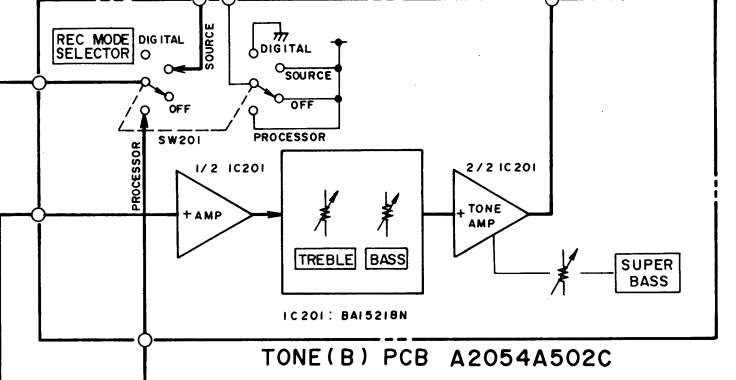 REC MODE
SELECTOR
DIGITAL
SOURCE
OFF
DIGITAL
SOURCE
OFF
PROCESSOR
SW201
PROCESSOR
1/2 IC201
+ AMP
TREBLE
BASS
2/2 IC201
+ TONE
AMP
SUPER
BASS
IC201: BA15218N
TONE(B) PCB A2054A502C